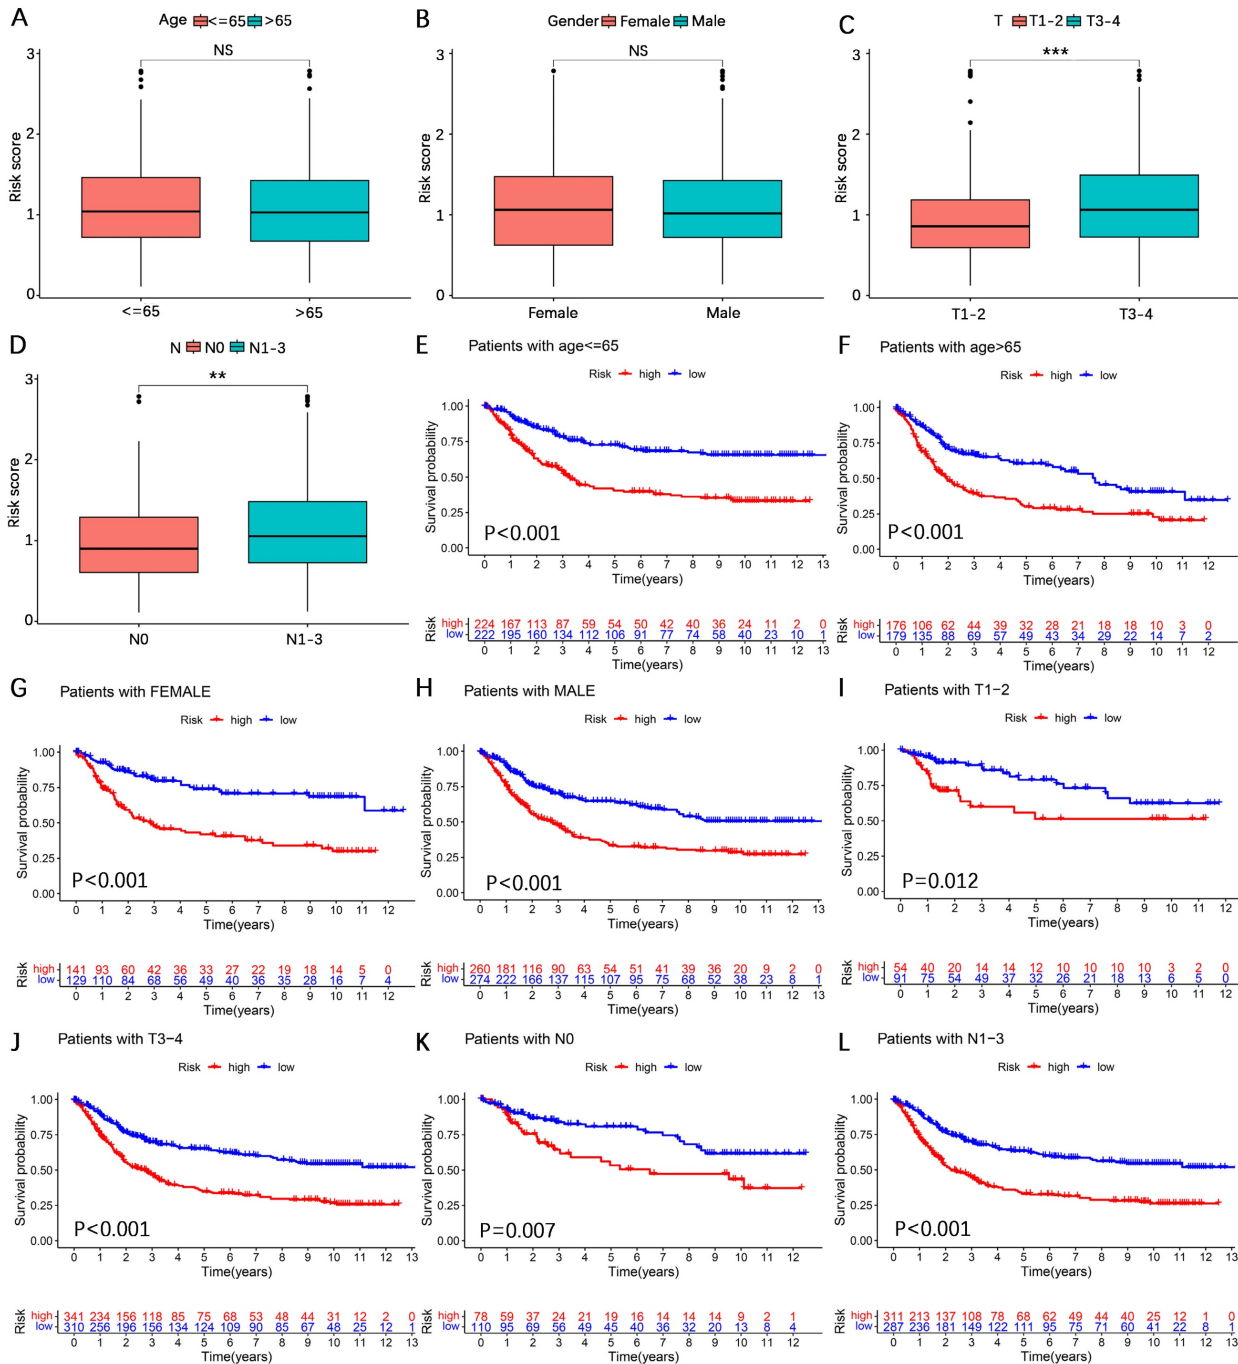 A
Age <=65 >65
NS
Risk score
3
2
1
0
<=65 >65
B
Gender Female Male
NS
Risk score
3
2
1
0
Female Male
C
T T1-2 T3-4
***
Risk score
3
2
1
0
T1-2 T3-4
D
N N0 N1-3
**
Risk score
3
2
1
0
N0 N1-3
E
Patients with age<=65
Risk high low
Survival probability
1.00
0.75
0.50
0.25
0.00
P<0.001
0 1 2 3 4 5 6 7 8 9 10 11 12 13
Time(years)
Risk
high 224 167 113 87 59 54 50 42 40 36 24 11 2 0
low 222 195 160 134 112 106 91 77 74 58 40 23 10 1
0 1 2 3 4 5 6 7 8 9 10 11 12 13
Time(years)
F
Patients with age>65
Risk high low
Survival probability
1.00
0.75
0.50
0.25
0.00
P<0.001
0 1 2 3 4 5 6 7 8 9 10 11 12
Time(years)
Risk
high 176 106 62 44 39 32 28 21 18 18 10 3 0
low 179 135 88 69 57 49 43 34 29 22 14 7 2
0 1 2 3 4 5 6 7 8 9 10 11 12
Time(years)
G
Patients with FEMALE
Risk high low
Survival probability
1.00
0.75
0.50
0.25
0.00
P<0.001
0 1 2 3 4 5 6 7 8 9 10 11 12
Time(years)
Risk
high 141 93 60 42 36 33 27 22 19 18 14 5 0
low 129 110 84 68 56 49 40 36 35 28 16 7 4
0 1 2 3 4 5 6 7 8 9 10 11 12
Time(years)
H
Patients with MALE
Risk high low
Survival probability
1.00
0.75
0.50
0.25
0.00
P<0.001
0 1 2 3 4 5 6 7 8 9 10 11 12 13
Time(years)
Risk
high 260 181 116 90 63 54 51 41 39 36 20 9 2 0
low 274 222 166 137 115 107 95 75 68 52 38 23 8 1
0 1 2 3 4 5 6 7 8 9 10 11 12 13
Time(years)
I
Patients with T1-2
Risk high low
Survival probability
1.00
0.75
0.50
0.25
0.00
P=0.012
0 1 2 3 4 5 6 7 8 9 10 11 12
Time(years)
Risk
high 54 40 20 14 14 12 10 10 10 10 3 2 0
low 91 75 54 49 37 32 26 21 18 13 6 5 0
0 1 2 3 4 5 6 7 8 9 10 11 12
Time(years)
J
Patients with T3-4
Risk high low
Survival probability
1.00
0.75
0.50
0.25
0.00
P<0.001
0 1 2 3 4 5 6 7 8 9 10 11 12 13
Time(years)
Risk
high 341 234 156 118 85 75 68 53 48 44 31 12 2 0
low 310 256 196 156 134 124 109 90 85 67 48 25 12 1
0 1 2 3 4 5 6 7 8 9 10 11 12 13
Time(years)
K
Patients with N0
Risk high low
Survival probability
1.00
0.75
0.50
0.25
0.00
P=0.007
0 1 2 3 4 5 6 7 8 9 10 11 12
Time(years)
Risk
high 78 59 37 24 21 19 16 14 14 14 9 2 1
low 110 95 69 56 49 45 40 36 32 20 13 8 4
0 1 2 3 4 5 6 7 8 9 10 11 12
Time(years)
L
Patients with N1-3
Risk high low
Survival probability
1.00
0.75
0.50
0.25
0.00
P<0.001
0 1 2 3 4 5 6 7 8 9 10 11 12 13
Time(years)
Risk
high 311 213 137 108 78 68 62 49 44 40 25 12 1 0
low 287 236 181 149 122 111 95 75 71 60 41 22 8 1
0 1 2 3 4 5 6 7 8 9 10 11 12 13
Time(years)